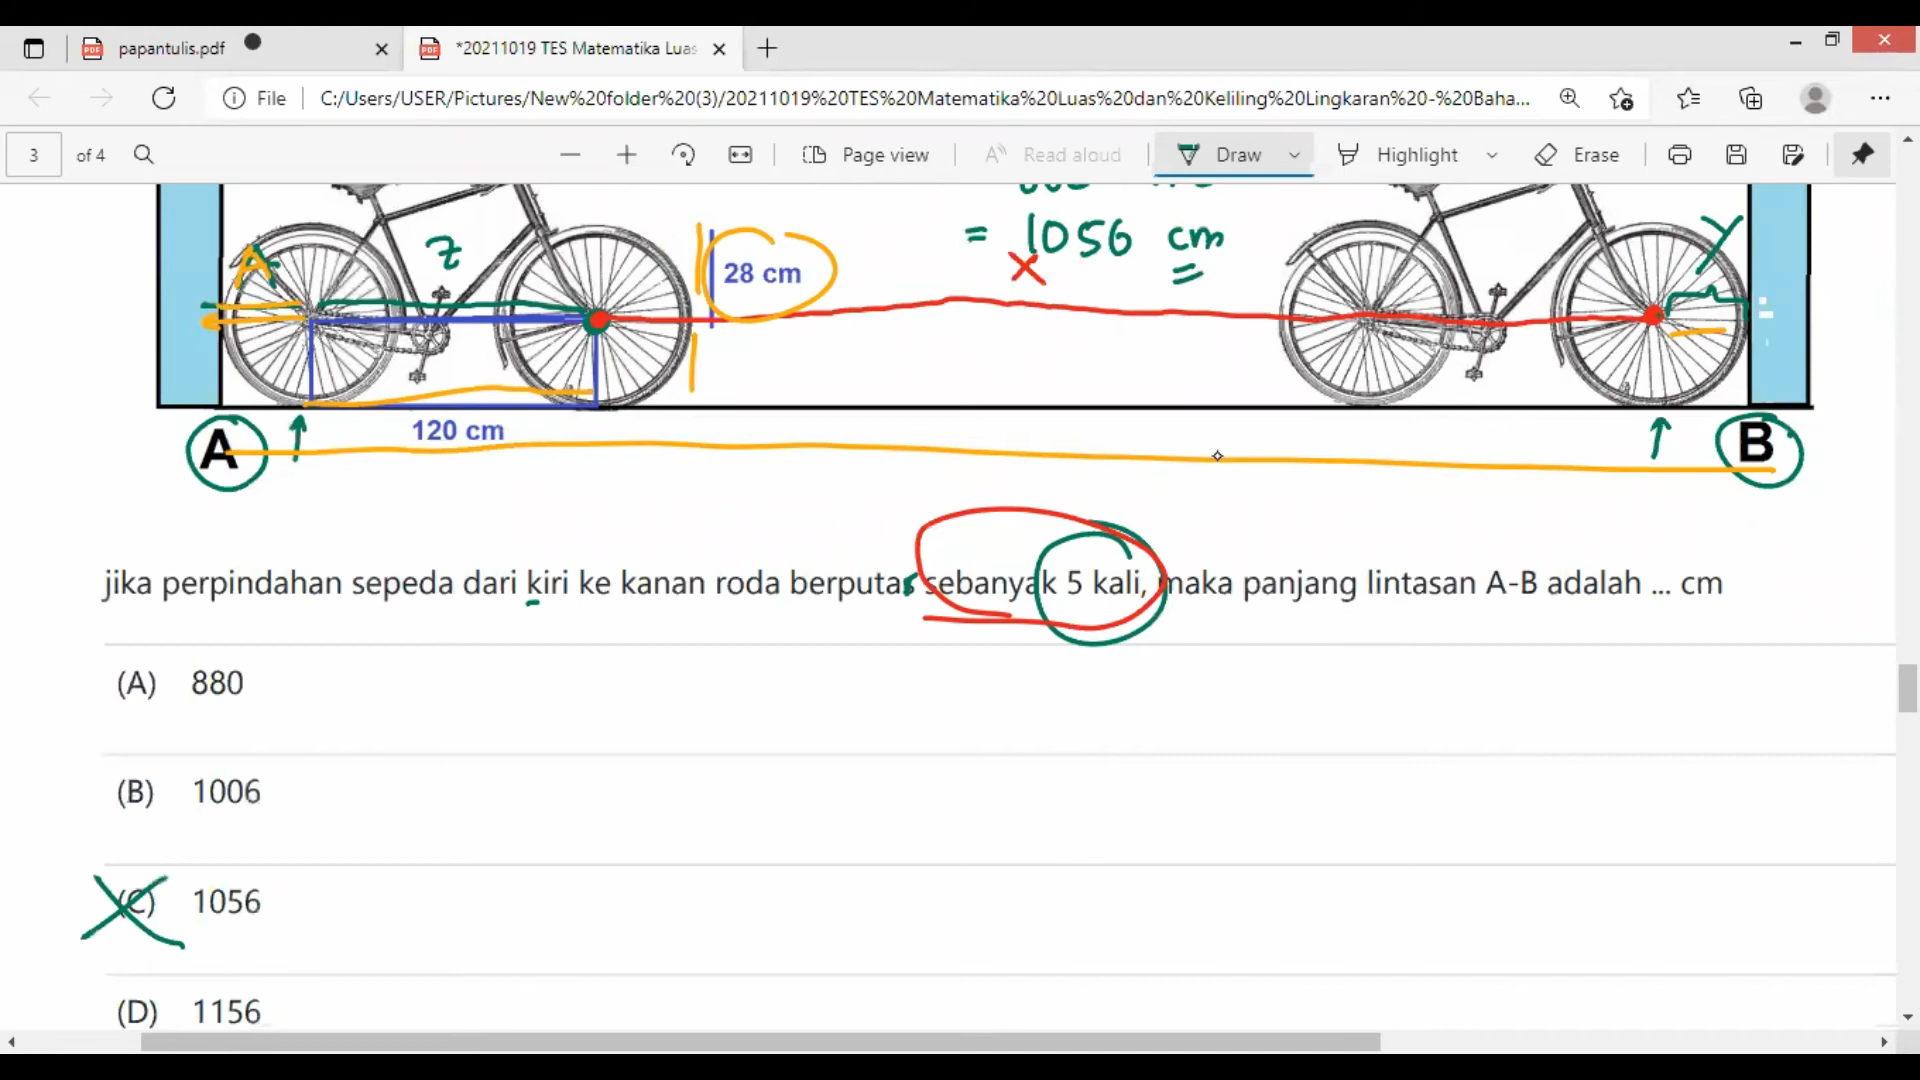 papantulis.pdf
*20211019 TES Matematika Luas
File
C:/Users/USER/Pictures/New%20folder%20(3)/20211019%20TES%20Matematika%20Luas%20dan%20Keliling%20Lingkaran%20-%20Baha...
3 of 4
Page view
Read aloud
Draw
Highlight
Erase
= 1056 cm
z
A
28 cm
Y
x
A
120 cm
B
jika perpindahan sepeda dari kiri ke kanan roda berputar sebanyak 5 kali, maka panjang lintasan A-B adalah ... cm
(A) 880
(B) 1006
(C) 1056
(D) 1156